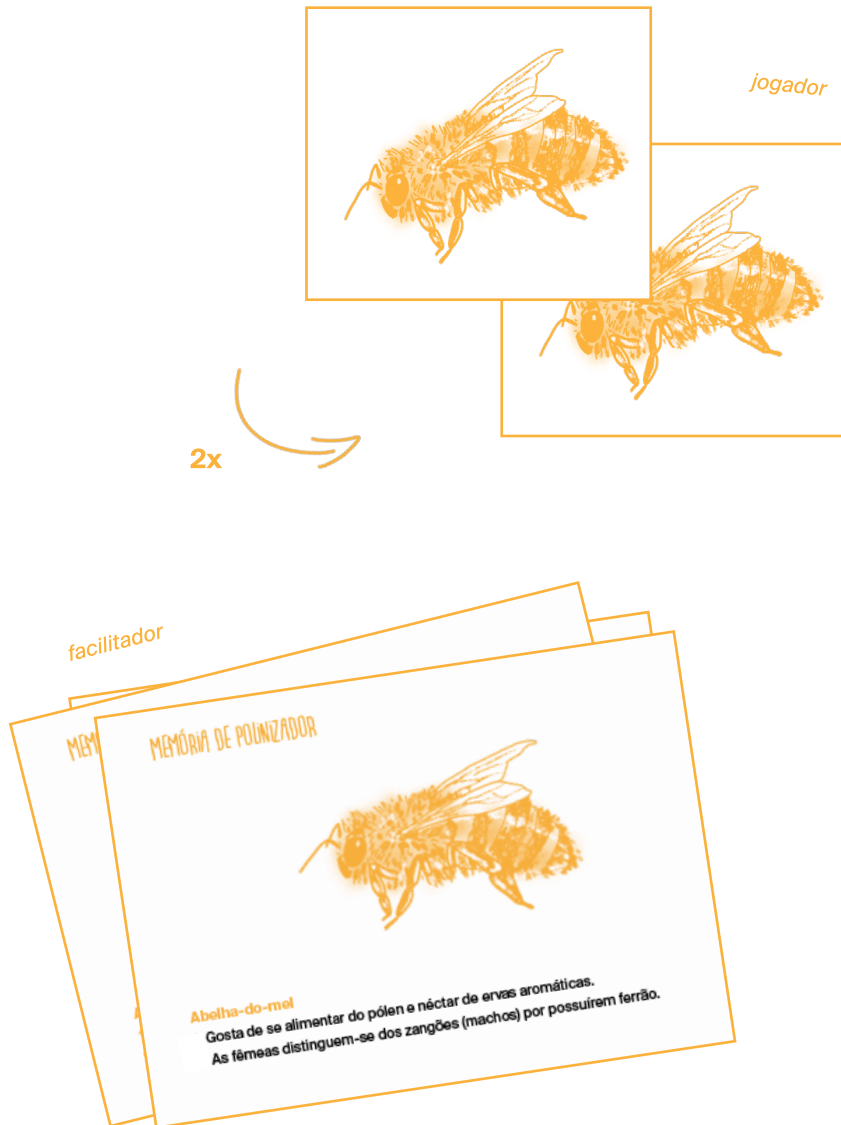 jogador
2x
facilitador
MEM
MEMÓRIA DE POLINIZADOR
Abelha-do-mel
Gosta de se alimentar do pólen e néctar de ervas aromáticas.
As fêmeas distinguem-se dos zangões (machos) por possuírem ferrão.